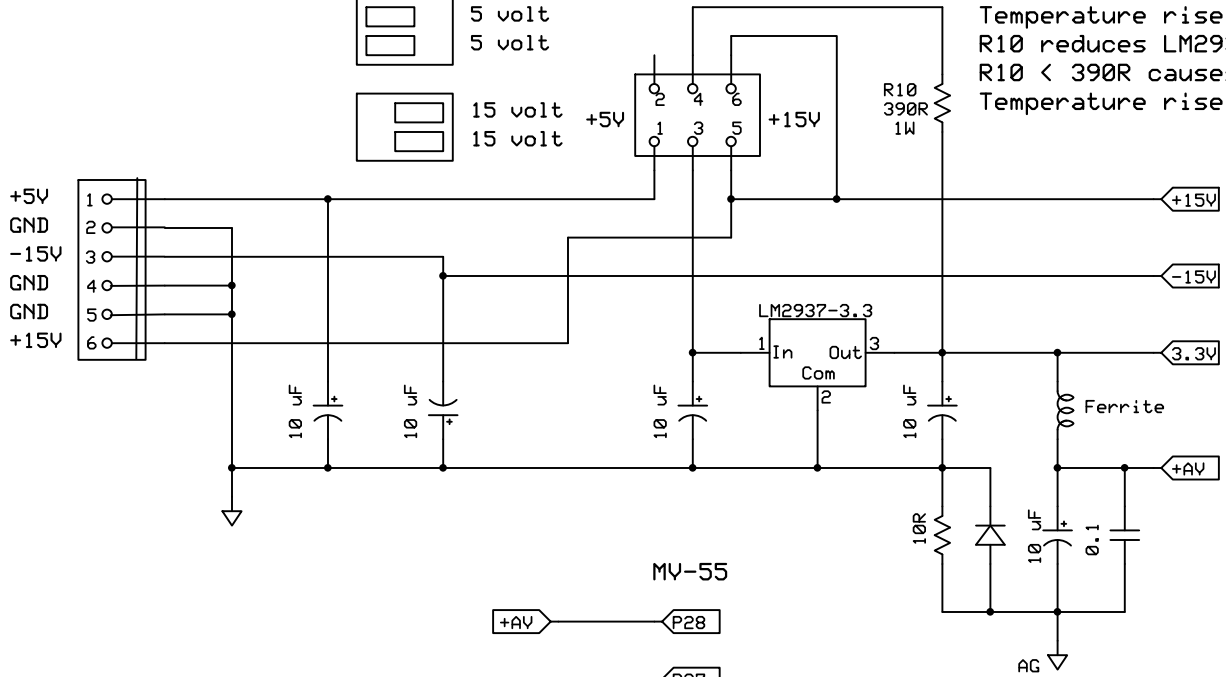 5 volt
5 volt
15 volt
15 volt
Temperature rise
R10 reduces LM29
R10 < 390R cause
Temperature rise
+5V
2 4 6
1 3 5
+15V
R10
390R
1W
+5V
GND
-15V
GND
GND
+15V
1
2
3
4
5
6
+15V
-15V
LM2937-3.3
1 In Out 3
Com
2
3.3V
10 uF +
10 uF +
10 uF +
10 uF +
Ferrite
+AV
10R
10 uF +
0.1
MV-55
+AV
P28
AG